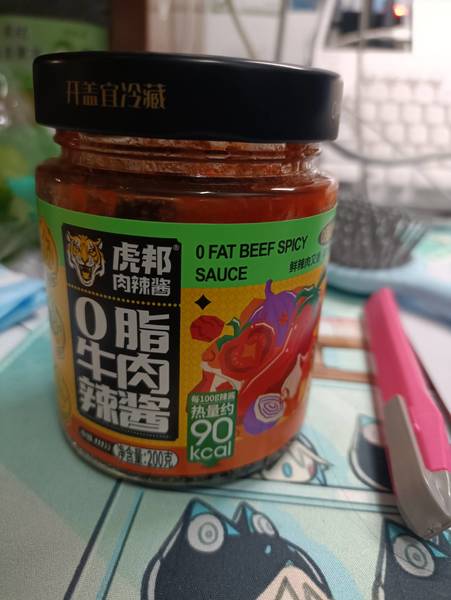 开盖宜冷藏
虎邦®
肉辣酱
0 FAT BEEF SPICY
SAUCE
0脂
牛肉
辣酱
每100g辣酱
热量约
90
kcal
净含量:200克